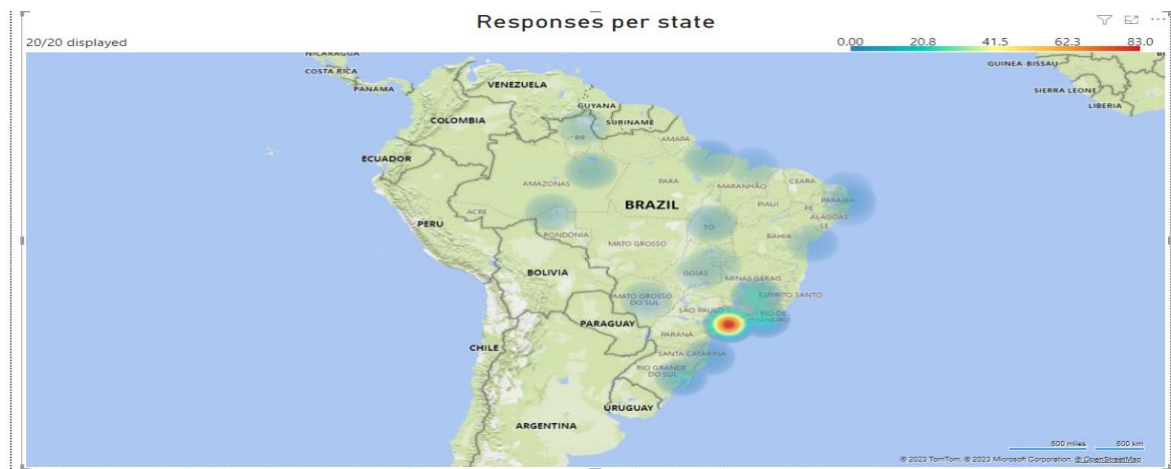 Responses per state
20/20 displayed
0.00 20.8 41.5 62.3 83.0
NICARAGUA
COSTA RICA
PANAMA
VENEZUELA
GUYANA
SURINAME
COLOMBIA
GUINEA-BISSAU
SIERRA LEONE
LIBERIA
RR
AMAPA
ECUADOR
AMAZONAS
PARA
MARANHÃO
CEARA
BRAZIL
PIAUI
PARAIBA
PE
ALAGOAS
SE
ACRE
PERU
TO
RONDÔNIA
MATO GROSSO
BAHIA
BOLIVIA
GOIAS
MINAS GERAIS
MATO GROSSO
DO SUL
ESPIRITO SANTO
SÃO PAULO
RIO DE
JANEIRO
PARAGUAY
PARANA
CHILE
SANTA CATARINA
RIO GRANDE
DO SUL
URUGUAY
ARGENTINA
500 miles 500 km
© 2023 TomTom, © 2023 Microsoft Corporation, © OpenStreetMap